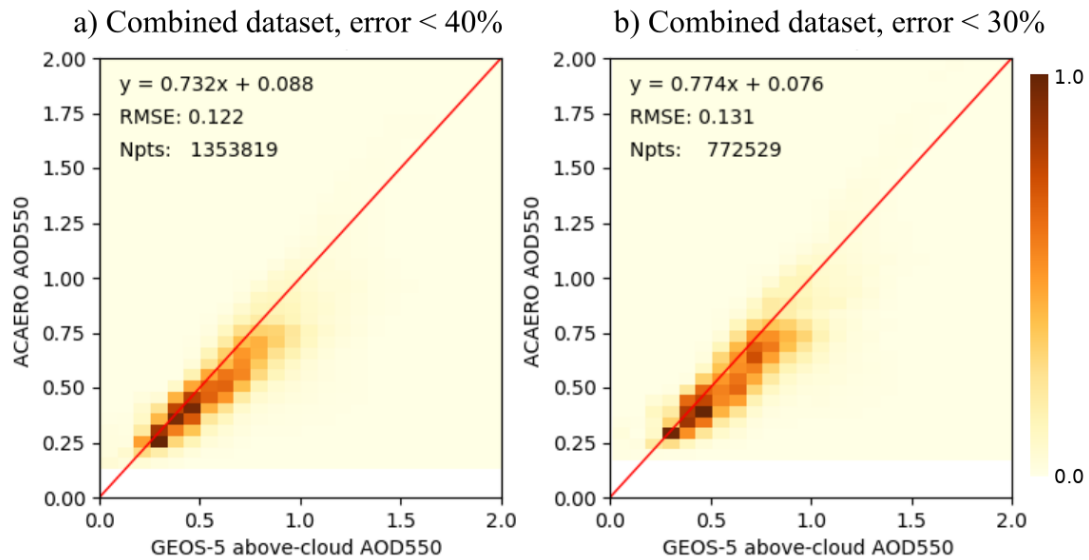 a) Combined dataset, error < 40%
b) Combined dataset, error < 30%
y = 0.732x + 0.088
RMSE: 0.122
Npts: 1353819
2.00
1.75
1.50
1.25
1.00
0.75
0.50
0.25
0.00
ACAERO AOD550
0.0
0.5
1.0
1.5
2.0
GEOS-5 above-cloud AOD550
y = 0.774x + 0.076
RMSE: 0.131
Npts: 772529
2.00
1.75
1.50
1.25
1.00
0.75
0.50
0.25
0.00
ACAERO AOD550
0.0
0.5
1.0
1.5
2.0
GEOS-5 above-cloud AOD550
1.0
0.0